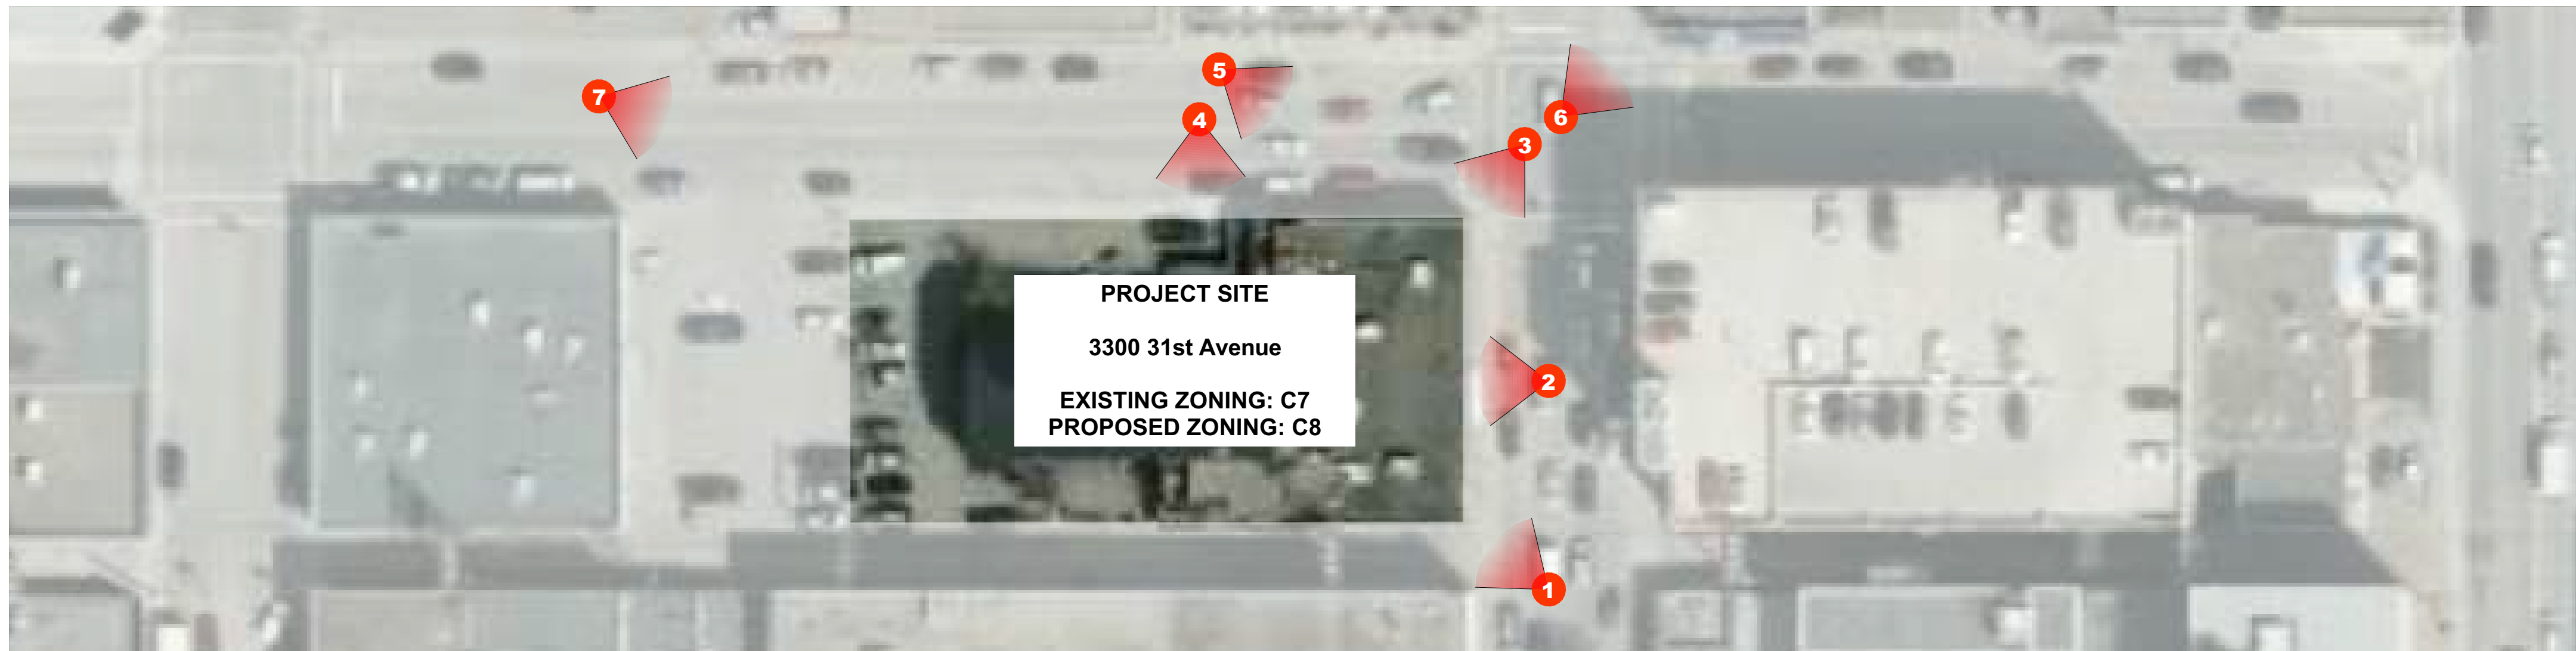 7
5
4
6
3
PROJECT SITE
3300 31st Avenue
EXISTING ZONING: C7
PROPOSED ZONING: C8
2
1